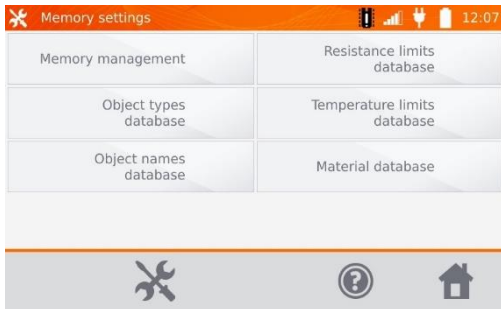 Memory settings
12:07
Memory management
Resistance limits
database
Object types
database
Temperature limits
database
Object names
database
Material database
?